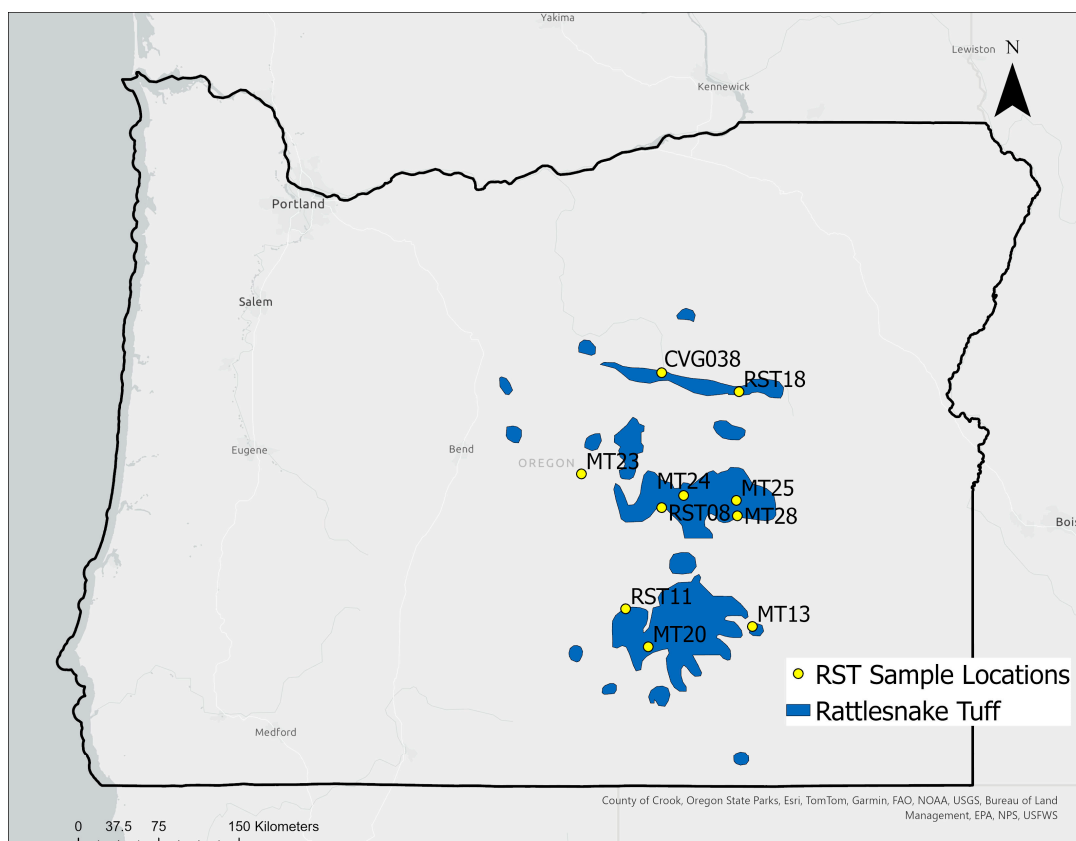 Yakima
Lewiston
N
Kennewick
Portland
Salem
CVG038
RST18
Eugene
Bend
OREGON
MT23
MT24
MT25
RST08
MT28
Bois
RST11
MT13
MT20
RST Sample Locations
Rattlesnake Tuff
Medford
County of Crook, Oregon State Parks, Esri, TomTom, Garmin, FAO, NOAA, USGS, Bureau of Land
Management, EPA, NPS, USFWS
0 37.5 75 150 Kilometers